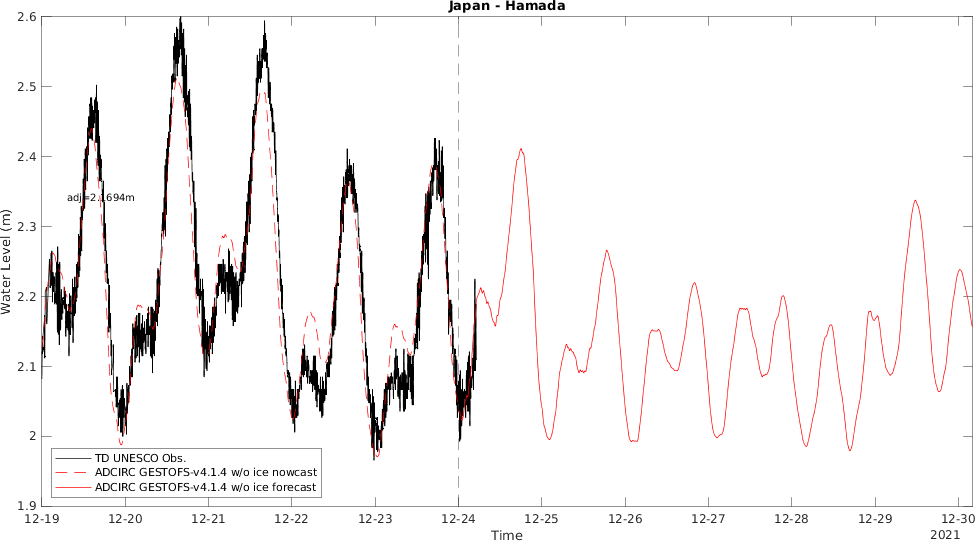 Japan - Hamada
2.6
2.5
2.4
2.3
2.2
2.1
2
1.9
Water Level (m)
adj=2.1694m
TD UNESCO Obs.
ADCIRC GESTOFS-v4.1.4 w/o ice nowcast
ADCIRC GESTOFS-v4.1.4 w/o ice forecast
12-19 12-20 12-21 12-22 12-23 12-24 12-25 12-26 12-27 12-28 12-29 12-30
Time
2021